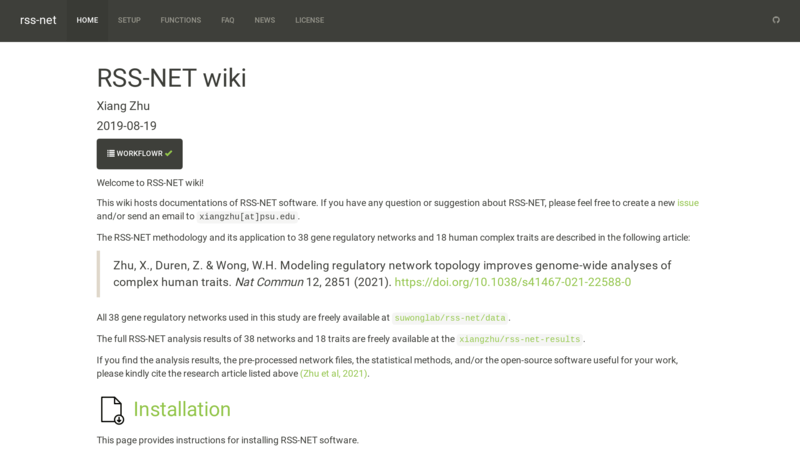 rss-net HOME SETUP FUNCTIONS FAQ NEWS LICENSE
RSS-NET wiki
Xiang Zhu
2019-08-19
WORKFLOWR
Welcome to RSS-NET wiki!
This wiki hosts documentations of RSS-NET software. If you have any question or suggestion about RSS-NET, please feel free to create a new issue
and/or send an email to xiangzhu[at]psu.edu.
The RSS-NET methodology and its application to 38 gene regulatory networks and 18 human complex traits are described in the following article:
Zhu, X., Duren, Z. & Wong, W.H. Modeling regulatory network topology improves genome-wide analyses of
complex human traits. Nat Commun 12, 2851 (2021). https://doi.org/10.1038/s41467-021-22588-0
All 38 gene regulatory networks used in this study are freely available at suwonglab/rss-net/data.
The full RSS-NET analysis results of 38 networks and 18 traits are freely available at the xiangzhu/rss-net-results.
If you find the analysis results, the pre-processed network files, the statistical methods, and/or the open-source software useful for your work,
please kindly cite the research article listed above (Zhu et al, 2021).
Installation
This page provides instructions for installing RSS-NET software.